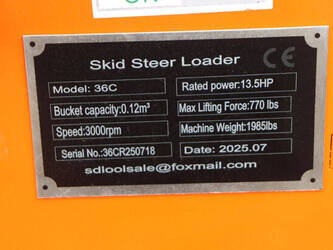 Skid Steer Loader CE
Model: 36C Rated power:13.5HP
Bucket capacity:0.12m³ Max Lifting Force:770 lbs
Speed:3000rpm Machine Weight:1985lbs
Serial No.:36CR250718 Date: 2025.07
sdloolsale@foxmail.com